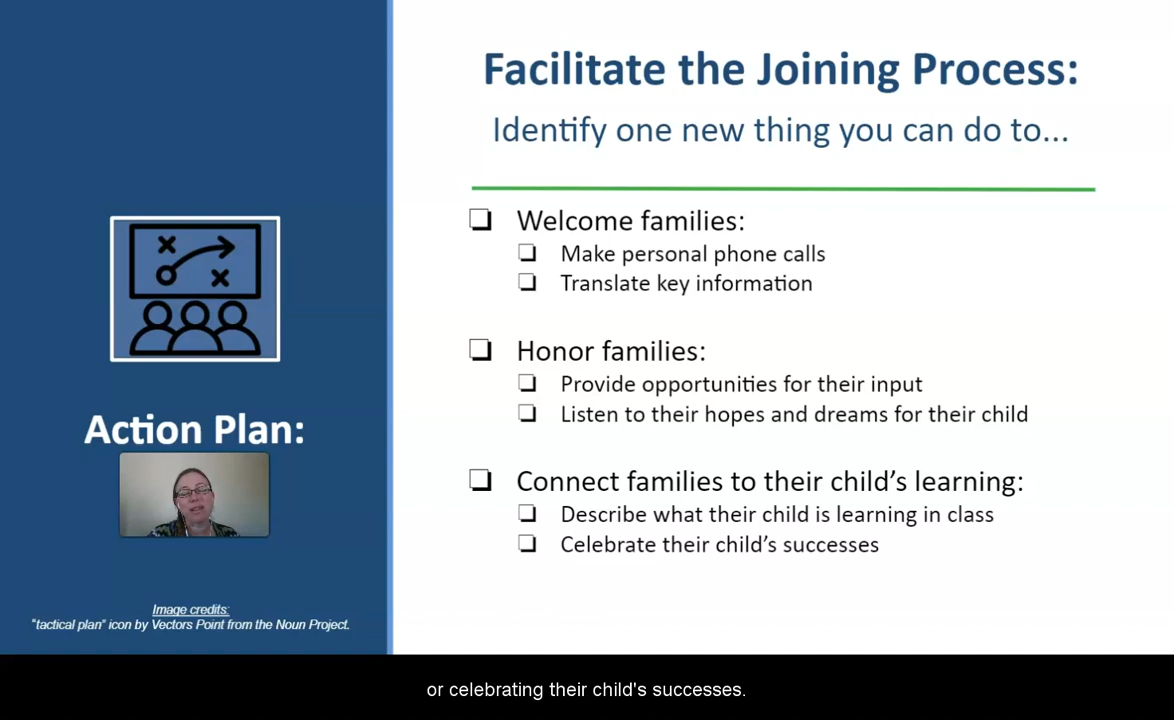 Facilitate the Joining Process:
Identify one new thing you can do to...
❏ Welcome families:
❏ Make personal phone calls
❏ Translate key information
❏ Honor families:
❏ Provide opportunities for their input
❏ Listen to their hopes and dreams for their child
❏ Connect families to their child’s learning:
❏ Describe what their child is learning in class
❏ Celebrate their child’s successes
Action Plan:
Image credits:
"tactical plan" icon by Vectors Point from the Noun Project.
or celebrating their child's successes.